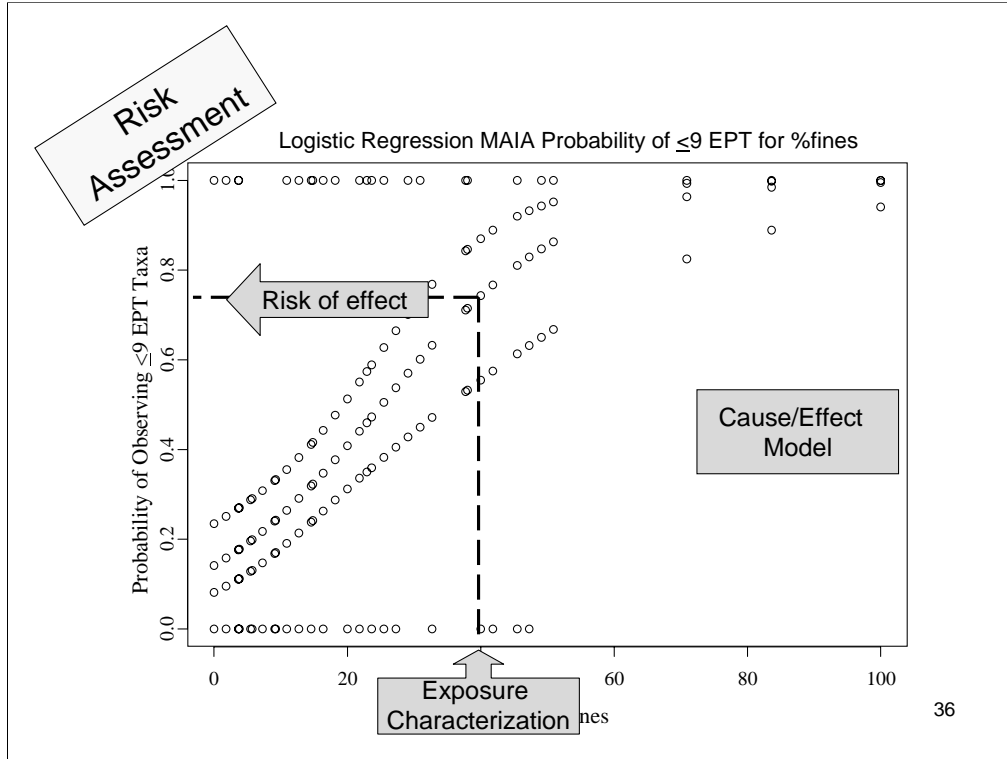 Risk
Assessment
Logistic Regression MAIA Probability of ≤9 EPT for %fines
Probability of Observing ≤9 EPT Taxa
1.0
0.8
0.6
0.4
0.2
0.0
Risk of effect
Cause/Effect
Model
0
20
60
80
100
Exposure
Characterization
nes
36